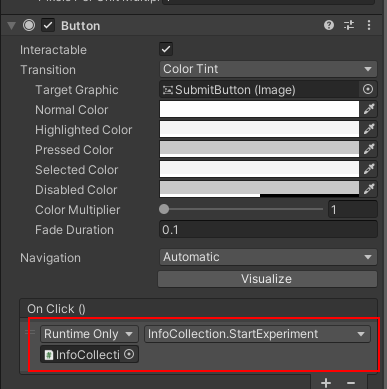 Button
Interactable
Transition Color Tint
Target Graphic SubmitButton (Image)
Normal Color
Highlighted Color
Pressed Color
Selected Color
Disabled Color
Color Multiplier 1
Fade Duration 0.1
Navigation Automatic
Visualize
On Click ()
Runtime Only InfoCollection.StartExperiment
InfoCollecti